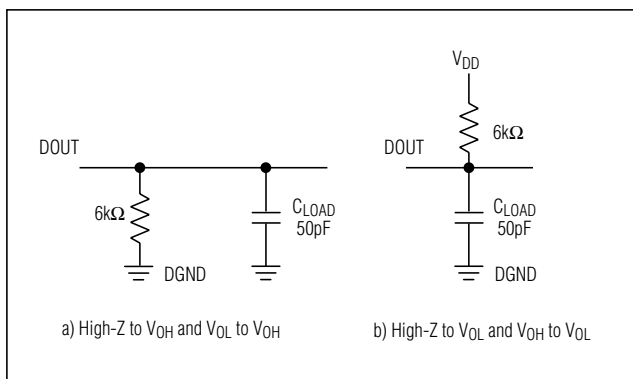 DOUT
6kΩ
DGND
C_LOAD
50pF
a) High-Z to V_OH and V_OL to V_OH
V_DD
6kΩ
DOUT
C_LOAD
50pF
DGND
b) High-Z to V_OL and V_OH to V_OL